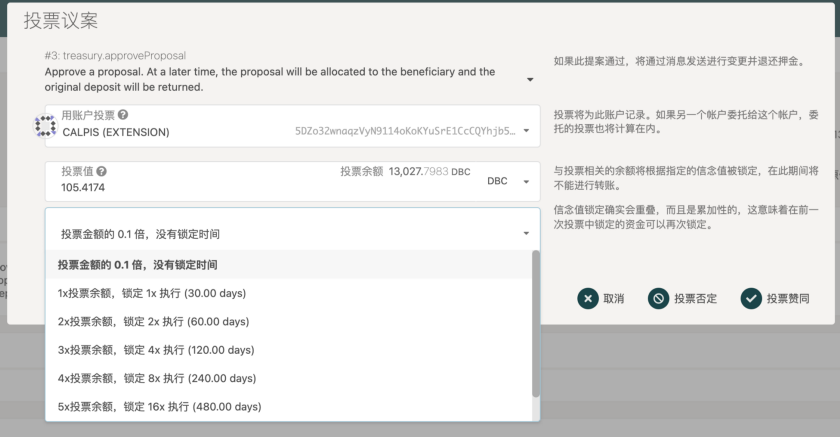 投票议案
#3: treasury.approveProposal
Approve a proposal. At a later time, the proposal will be allocated to the beneficiary and the
original deposit will be returned.
如果此提案通过，将通过消息发送进行变更并退还押金。
用账户投票
CALPIS (EXTENSION)
投票将为此账户记录。如果另一个帐户委托给这个帐户，委
托的投票也将计算在内。
投票值
105.4174
投票余额 13,027.7983 DBC
DBC
与投票相关的余额将根据指定的信念值被锁定，在此期间将
不能进行转账。
信念值锁定确实会重叠，而且是累加性的，这意味着在前一
次投票中锁定的资金可以再次锁定。
投票金额的 0.1 倍，没有锁定时间
投票金额的 0.1 倍，没有锁定时间
1x投票余额，锁定 1x 执行 (30.00 days)
2x投票余额，锁定 2x 执行 (60.00 days)
3x投票余额，锁定 4x 执行 (120.00 days)
4x投票余额，锁定 8x 执行 (240.00 days)
5x投票余额，锁定 16x 执行 (480.00 days)
取消
投票否定
投票赞同